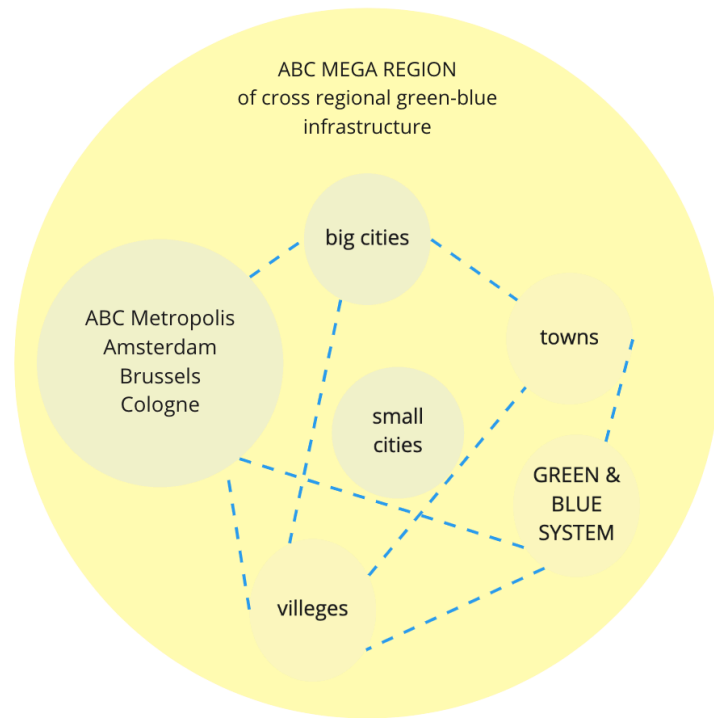 ABC MEGA REGION
of cross regional green-blue
infrastructure
big cities
ABC Metropolis
Amsterdam
Brussels
Cologne
towns
small
cities
GREEN &
BLUE
SYSTEM
villeges